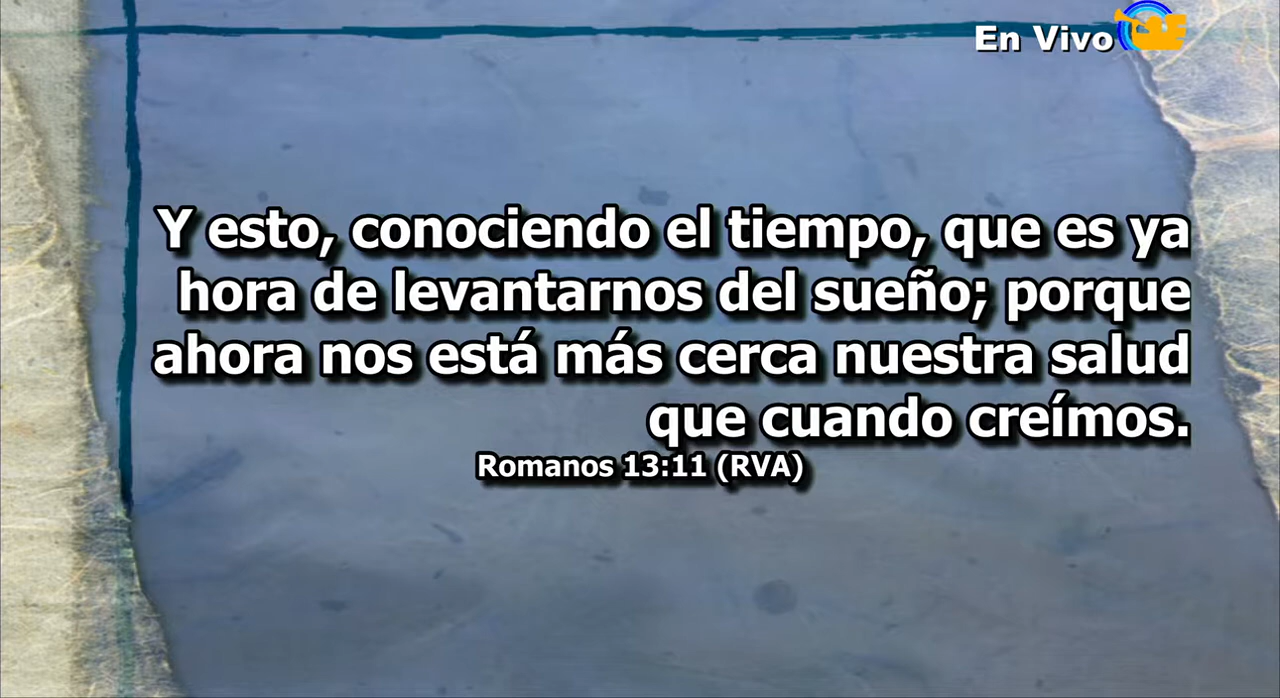 En Vivo
Y esto, conociendo el tiempo, que es ya
hora de levantarnos del sueño; porque
ahora nos está más cerca nuestra salud
que cuando creímos.
Romanos 13:11 (RVA)